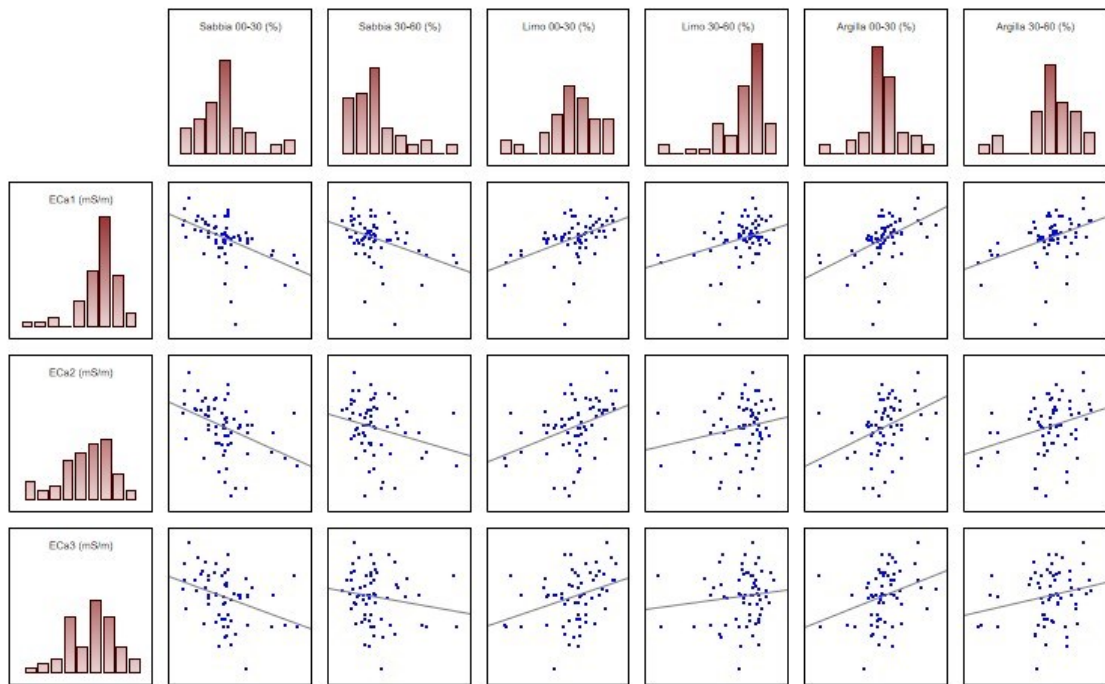 Sabbia 00-30 (%)
Sabbia 30-60 (%)
Limo 00-30 (%)
Limo 30-60 (%)
Argilla 00-30 (%)
Argilla 30-60 (%)
ECa1 (mS/m)
ECa2 (mS/m)
ECa3 (mS/m)